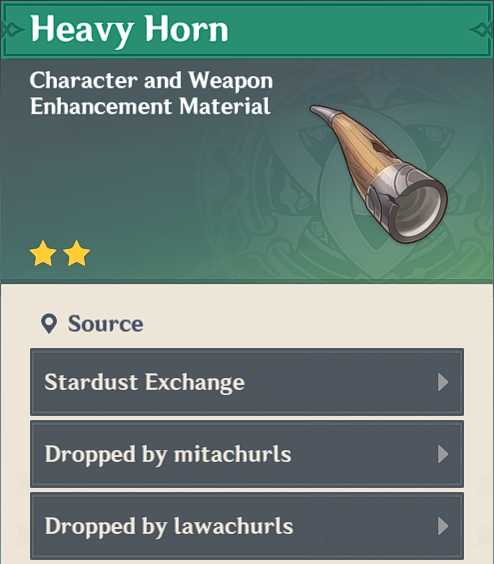 Heavy Horn
Character and Weapon
Enhancement Material
Source
Stardust Exchange
Dropped by mitachurls
Dropped by lawachurls